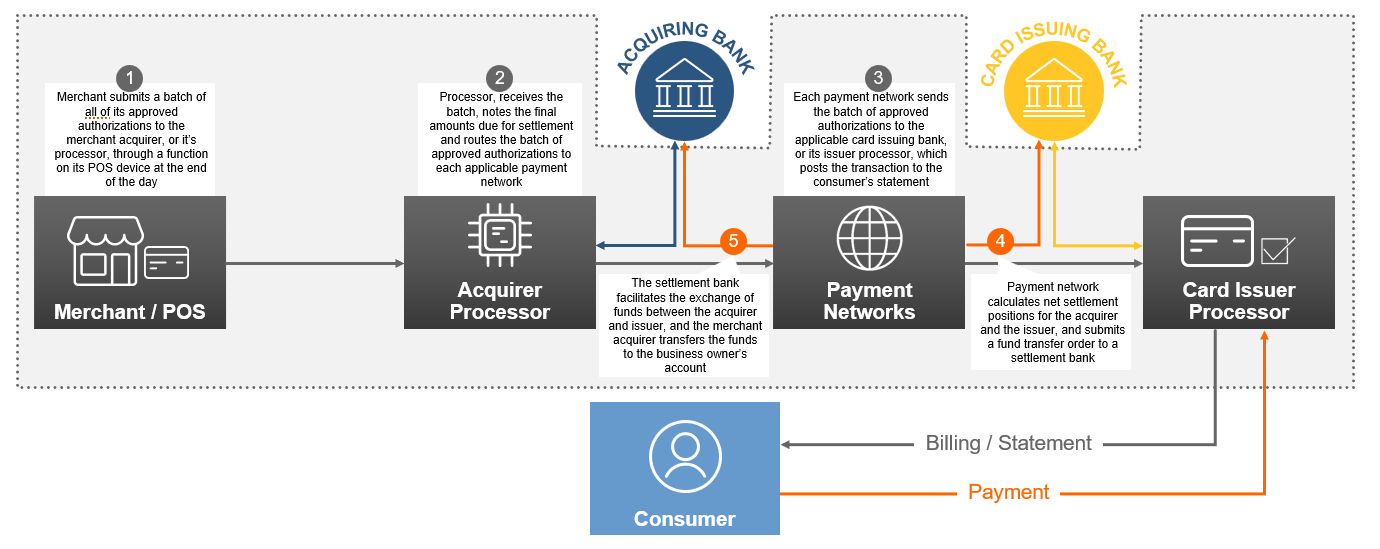 ACQUIRING BANK
CARD ISSUING BANK
1
Merchant submits a batch of
all of its approved
authorizations to the
merchant acquirer, or it's
processor, through a function
on its POS device at the end
of the day
2
Processor, receives the
batch, notes the final
amounts due for settlement
and routes the batch of
approved authorizations to
each applicable payment
network
3
Each payment network sends
the batch of approved
authorizations to the
applicable card issuing bank,
or its issuer processor, which
posts the transaction to the
consumer's statement
Merchant / POS
Acquirer
Processor
Payment
Networks
Card Issuer
Processor
5
The settlement bank
facilitates the exchange of
funds between the acquirer
and issuer, and the merchant
acquirer transfers the funds
to the business owner's
account
4
Payment network
calculates net settlement
positions for the acquirer
and the issuer, and submits
a fund transfer order to a
settlement bank
Billing / Statement
Payment
Consumer